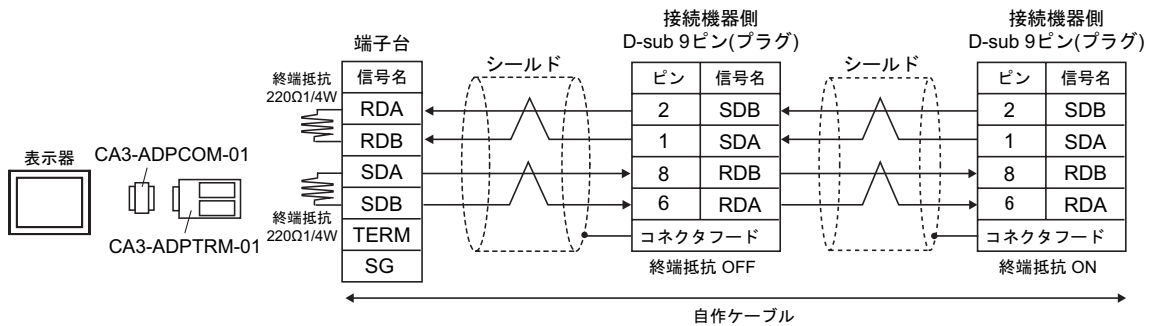 表示器
CA3-ADPCOM-01
CA3-ADPTRM-01
終端抵抗
220Ω1/4W
終端抵抗
220Ω1/4W
端子台
信号名
RDA
RDB
SDA
SDB
TERM
SG
シールド
接続機器側
D-sub 9ピン(プラグ)
ピン 信号名
2 SDB
1 SDA
8 RDB
6 RDA
コネクタフード
終端抵抗 OFF
シールド
接続機器側
D-sub 9ピン(プラグ)
ピン 信号名
2 SDB
1 SDA
8 RDB
6 RDA
コネクタフード
終端抵抗 ON
自作ケーブル